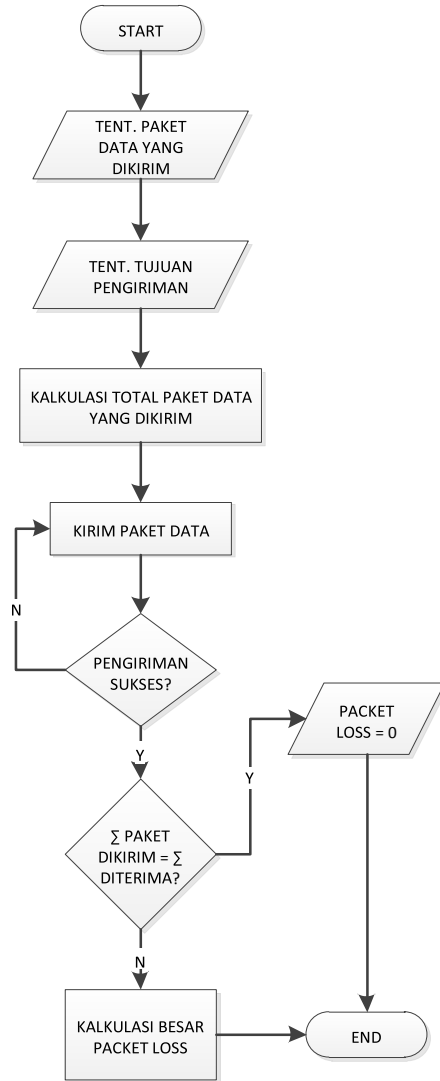 START
TENT. PAKET
DATA YANG
DIKIRIM
TENT. TUJUAN
PENGIRIMAN
KALKULASI TOTAL PAKET DATA
YANG DIKIRIM
KIRIM PAKET DATA
N
PENGIRIMAN
SUKSES?
Y
PACKET
LOSS = 0
Y
∑ PAKET
DIKIRIM = ∑
DITERIMA?
N
KALKULASI BESAR
PACKET LOSS
END